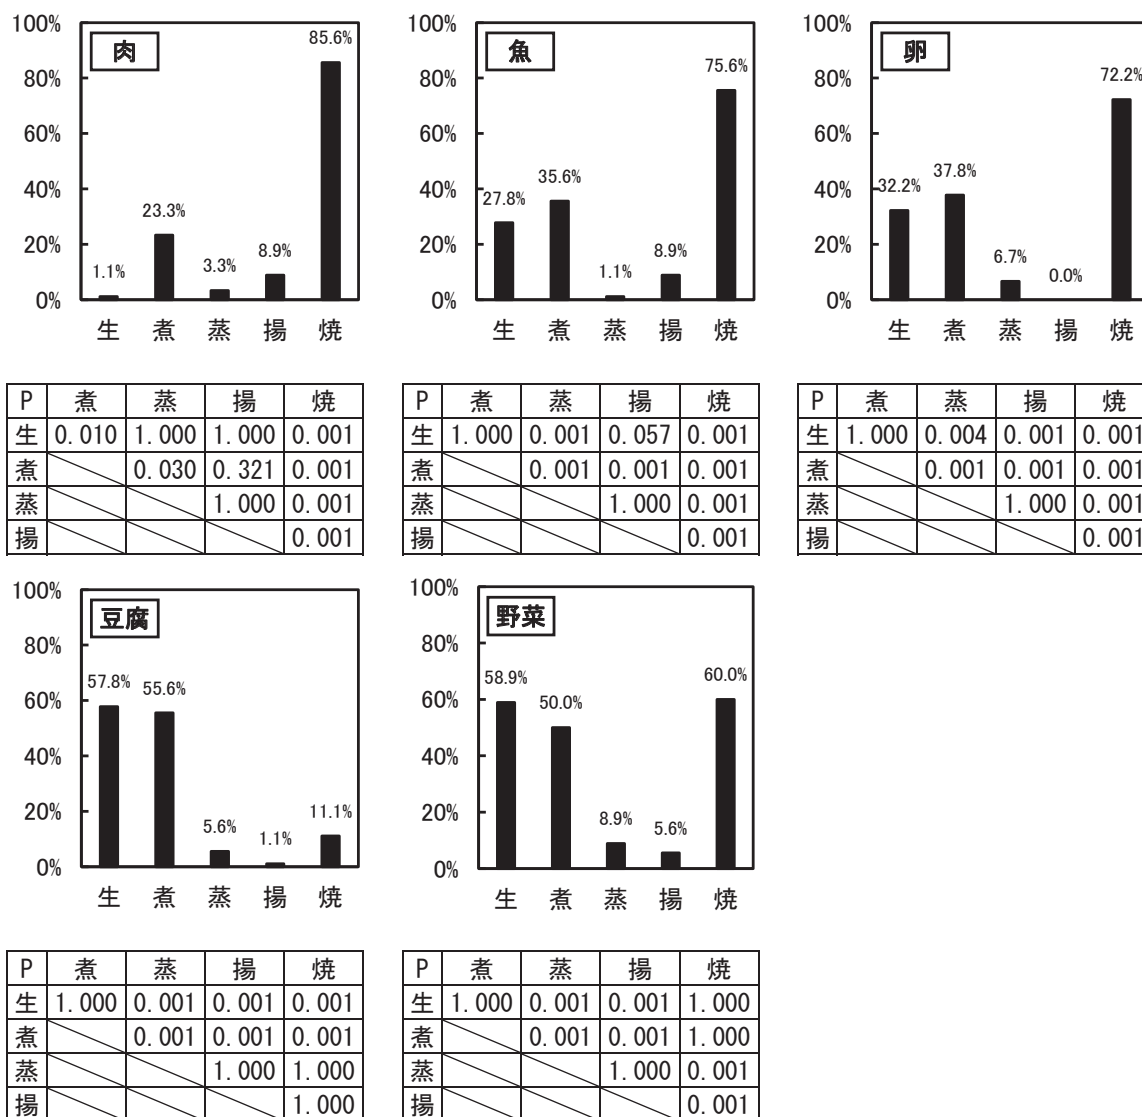 肉
100%
80%
60%
40%
20%
0%
1.1%
23.3%
3.3%
8.9%
85.6%
生 煮 蒸 揚 焼
魚
100%
80%
60%
40%
20%
0%
27.8%
35.6%
1.1%
8.9%
75.6%
生 煮 蒸 揚 焼
卵
100%
80%
60%
40%
20%
0%
32.2%
37.8%
6.7%
0.0%
72.2%
生 煮 蒸 揚 焼
P 煮 蒸 揚 焼
生 0.010 1.000 1.000 0.001
煮 0.030 0.321 0.001
蒸 1.000 0.001
揚 0.001
P 煮 蒸 揚 焼
生 1.000 0.001 0.057 0.001
煮 0.001 0.001 0.001
蒸 1.000 0.001
揚 0.001
P 煮 蒸 揚 焼
生 1.000 0.004 0.001 0.001
煮 0.001 0.001 0.001
蒸 1.000 0.001
揚 0.001
豆腐
100%
80%
60%
40%
20%
0%
57.8%
55.6%
5.6%
1.1%
11.1%
生 煮 蒸 揚 焼
野菜
100%
80%
60%
40%
20%
0%
58.9%
50.0%
8.9%
5.6%
60.0%
生 煮 蒸 揚 焼
P 煮 蒸 揚 焼
生 1.000 0.001 0.001 0.001
煮 0.001 0.001 0.001
蒸 1.000 1.000
揚 1.000
P 煮 蒸 揚 焼
生 1.000 0.001 0.001 1.000
煮 0.001 0.001 1.000
蒸 1.000 0.001
揚 0.001